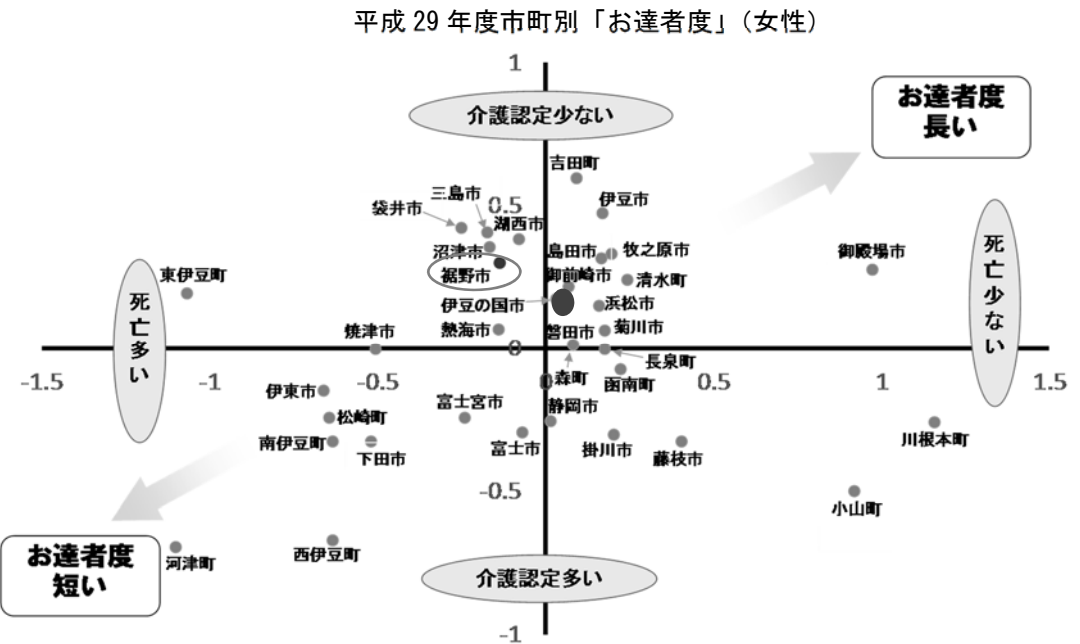 平成 29 年度市町別「お達者度」（女性）
1
介護認定少ない
お達者度
長い
吉田町
三島市
袋井市
0.5
伊豆市
湖西市
沼津市
島田市
牧之原市
御殿場市
死亡少ない
裾野市
御前崎市
清水町
東伊豆町
死亡多い
伊豆の国市
浜松市
焼津市
熱海市
磐田市
菊川市
0
長泉町
-1.5
-1
-0.5
0
森町
函南町
0.5
1
1.5
伊東市
富士宮市
静岡市
松崎町
南伊豆町
下田市
富士市
掛川市
藤枝市
川根本町
-0.5
小山町
お達者度
短い
河津町
西伊豆町
介護認定多い
-1